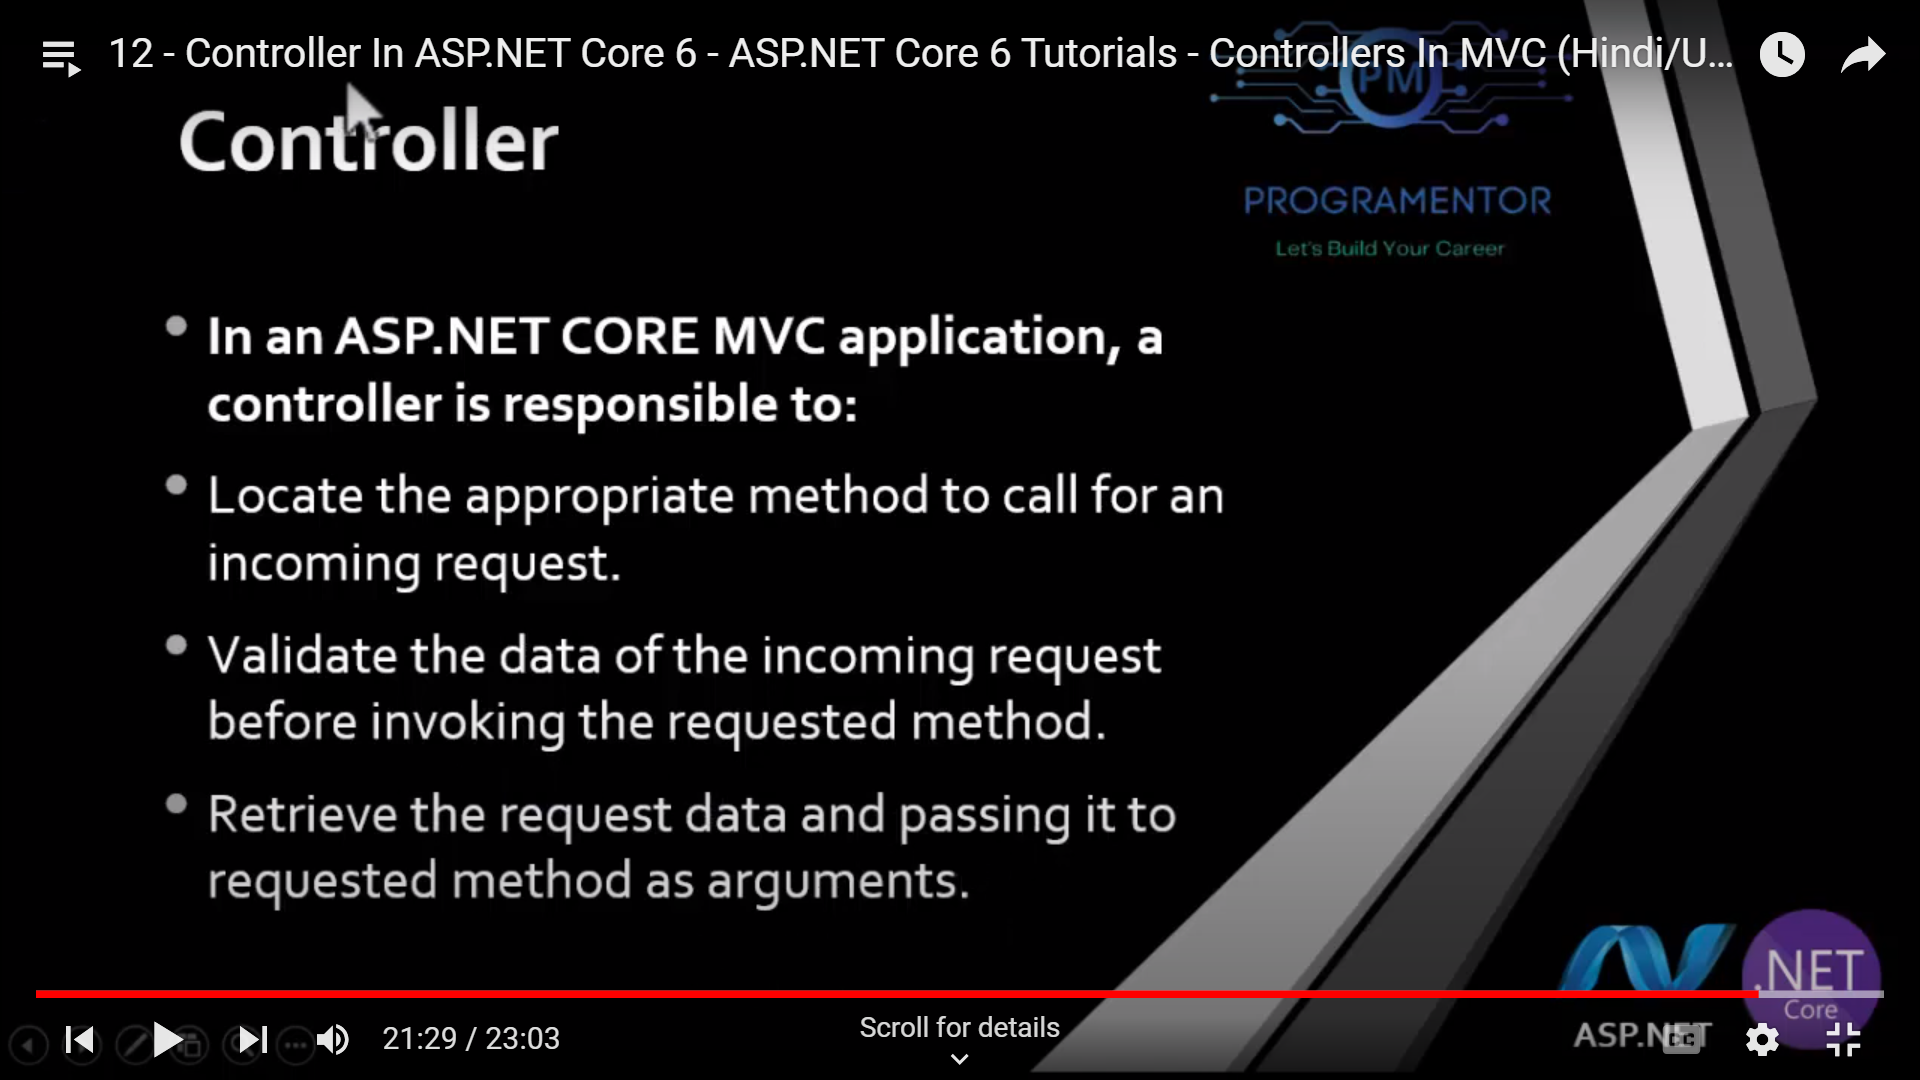 12 - Controller In ASP.NET Core 6 - ASP.NET Core 6 Tutorials - Controllers In MVC (Hindi/U...
PM
Controller
PROGRAMENTOR
Let's Build Your Career
In an ASP.NET CORE MVC application, a
controller is responsible to:
Locate the appropriate method to call for an
incoming request.
Validate the data of the incoming request
before invoking the requested method.
Retrieve the request data and passing it to
requested method as arguments.
.NET
Core
ASP.NET
CC
21:29 / 23:03
Scroll for details